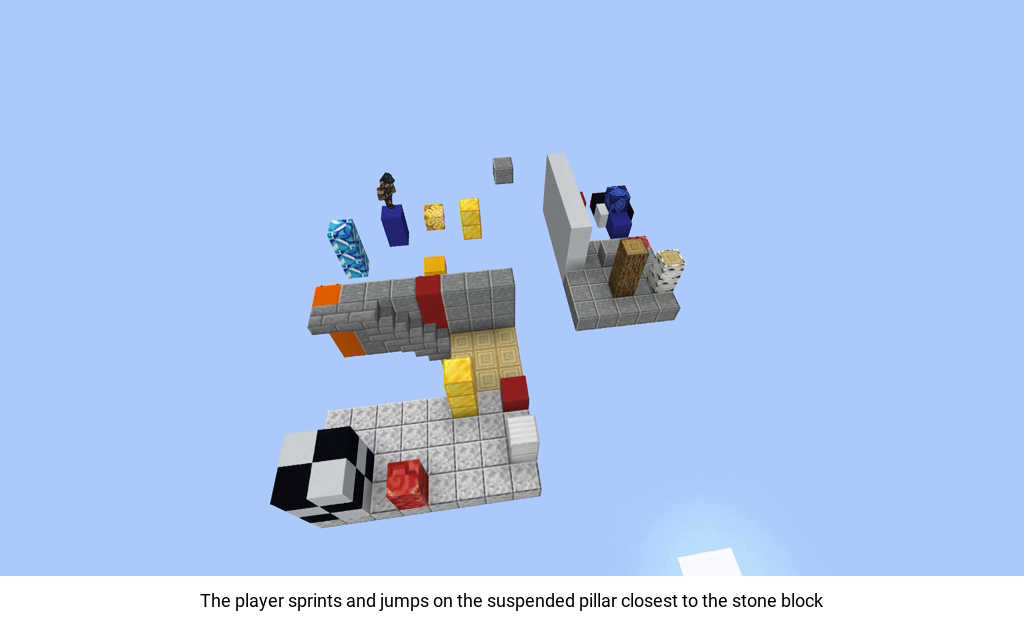 The player sprints and jumps on the suspended pillar closest to the stone block